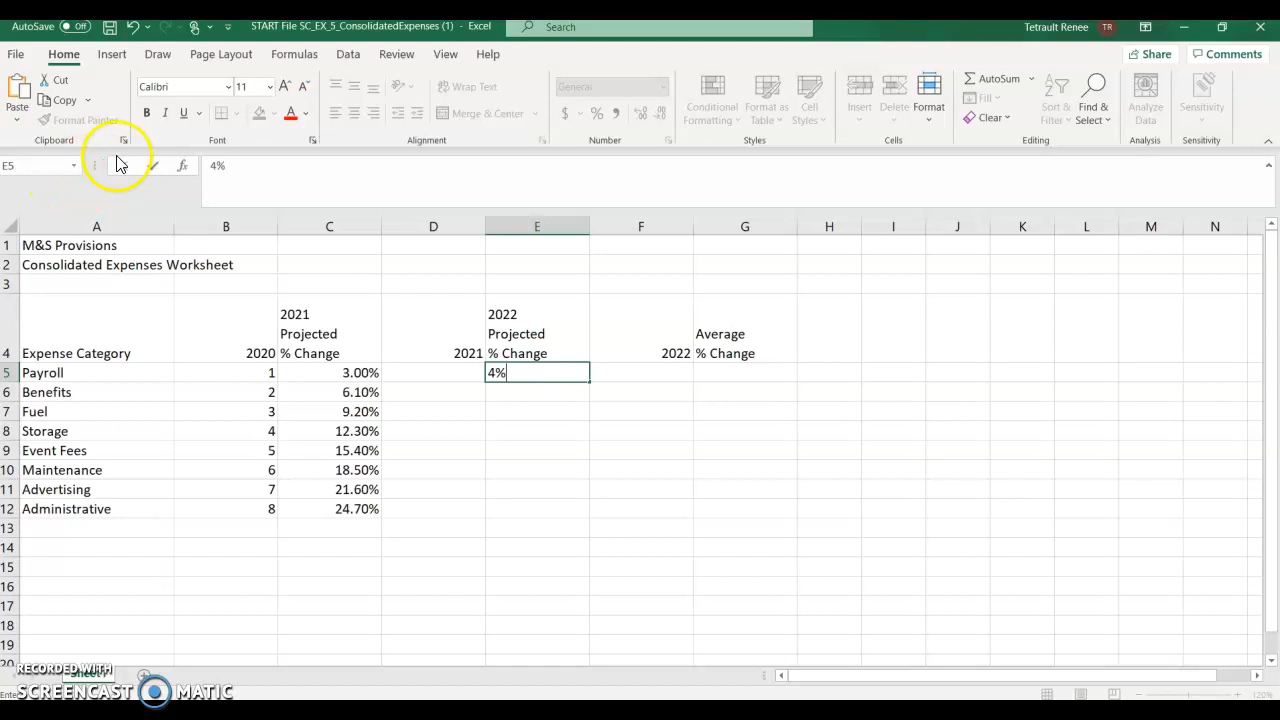 AutoSave Off START File SC_EX_5_ConsolidatedExpenses (1) - Excel Search Tetrault Renee TR
File Home Insert Draw Page Layout Formulas Data Review View Help Share Comments
Paste Cut Copy Format Painter
Calibri 11 B I U A A A
Wrap Text Merge & Center
General $ % 9
Conditional Formatting Format as Table Cell Styles
Insert Delete Format
AutoSum Fill Clear Sort & Filter Find & Select
Analyze Data Sensitivity
Clipboard Font Alignment Number Styles Cells Editing Analysis Sensitivity
E5 fx 4%
A B C D E F G H I J K L M N
1 M&S Provisions
2 Consolidated Expenses Worksheet
3
2021 2022
Projected Projected Average
4 Expense Category 2020 % Change 2021 % Change 2022 % Change
5 Payroll 1 3.00% 4%
6 Benefits 2 6.10%
7 Fuel 3 9.20%
8 Storage 4 12.30%
9 Event Fees 5 15.40%
10 Maintenance 6 18.50%
11 Advertising 7 21.60%
12 Administrative 8 24.70%
13
14
15
16
17
18
19
20
RECORDED WITH
SCREENCAST MATIC
Enter 120%